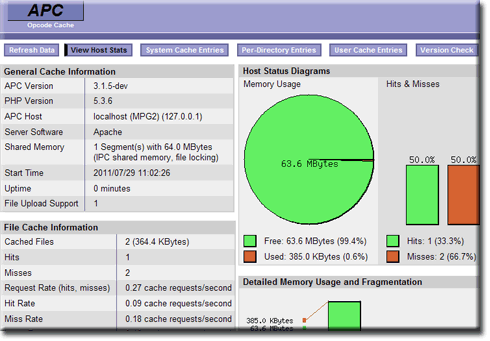 APC
Opcode Cache
Refresh Data
View Host Stats
System Cache Entries
Per-Directory Entries
User Cache Entries
Version Check
General Cache Information
APC Version 3.1.5-dev
PHP Version 5.3.6
APC Host localhost (MPG2) (127.0.0.1)
Server Software Apache
Shared Memory 1 Segment(s) with 64.0 MBytes
(IPC shared memory, file locking)
Start Time 2011/07/29 11:02:26
Uptime 0 minutes
File Upload Support 1
File Cache Information
Cached Files 2 (364.4 KBytes)
Hits 1
Misses 2
Request Rate (hits, misses) 0.27 cache requests/second
Hit Rate 0.09 cache requests/second
Miss Rate 0.18 cache requests/second
Host Status Diagrams
Memory Usage
Hits & Misses
63.6 MBytes
50.0%
50.0%
Free: 63.6 MBytes (99.4%)
Hits: 1 (33.3%)
Used: 385.0 KBytes (0.6%)
Misses: 2 (66.7%)
Detailed Memory Usage and Fragmentation
385.0 KBytes
63.6 MBytes